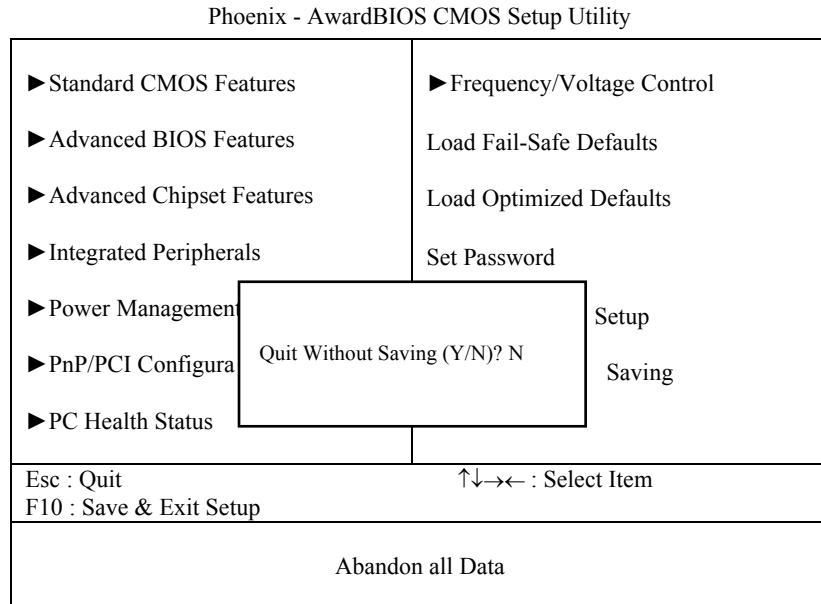 Phoenix - AwardBIOS CMOS Setup Utility
►Standard CMOS Features
►Advanced BIOS Features
►Advanced Chipset Features
►Integrated Peripherals
►Power Management
►PnP/PCI Configura
►PC Health Status
►Frequency/Voltage Control
Load Fail-Safe Defaults
Load Optimized Defaults
Set Password
Setup
Saving
Quit Without Saving (Y/N)? N
Esc : Quit
↑↓→← : Select Item
F10 : Save & Exit Setup
Abandon all Data